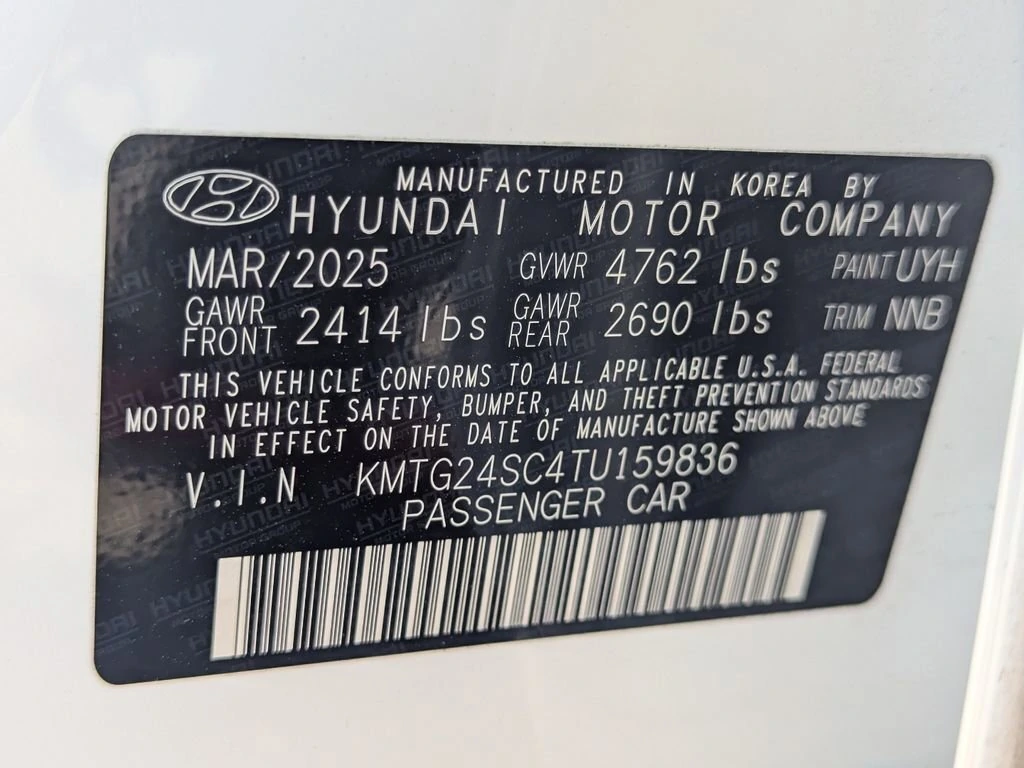 MANUFACTURED IN KOREA BY
HYUNDAI MOTOR COMPANY
MAR/2025 GVWR 4762 lbs PAINT UYH
GAWR FRONT 2414 lbs GAWR REAR 2690 lbs TRIM NNB
THIS VEHICLE CONFORMS TO ALL APPLICABLE U.S.A. FEDERAL
MOTOR VEHICLE SAFETY, BUMPER, AND THEFT PREVENTION STANDARDS
IN EFFECT ON THE DATE OF MANUFACTURE SHOWN ABOVE
V.I.N KMTG24SC4TU159836
PASSENGER CAR